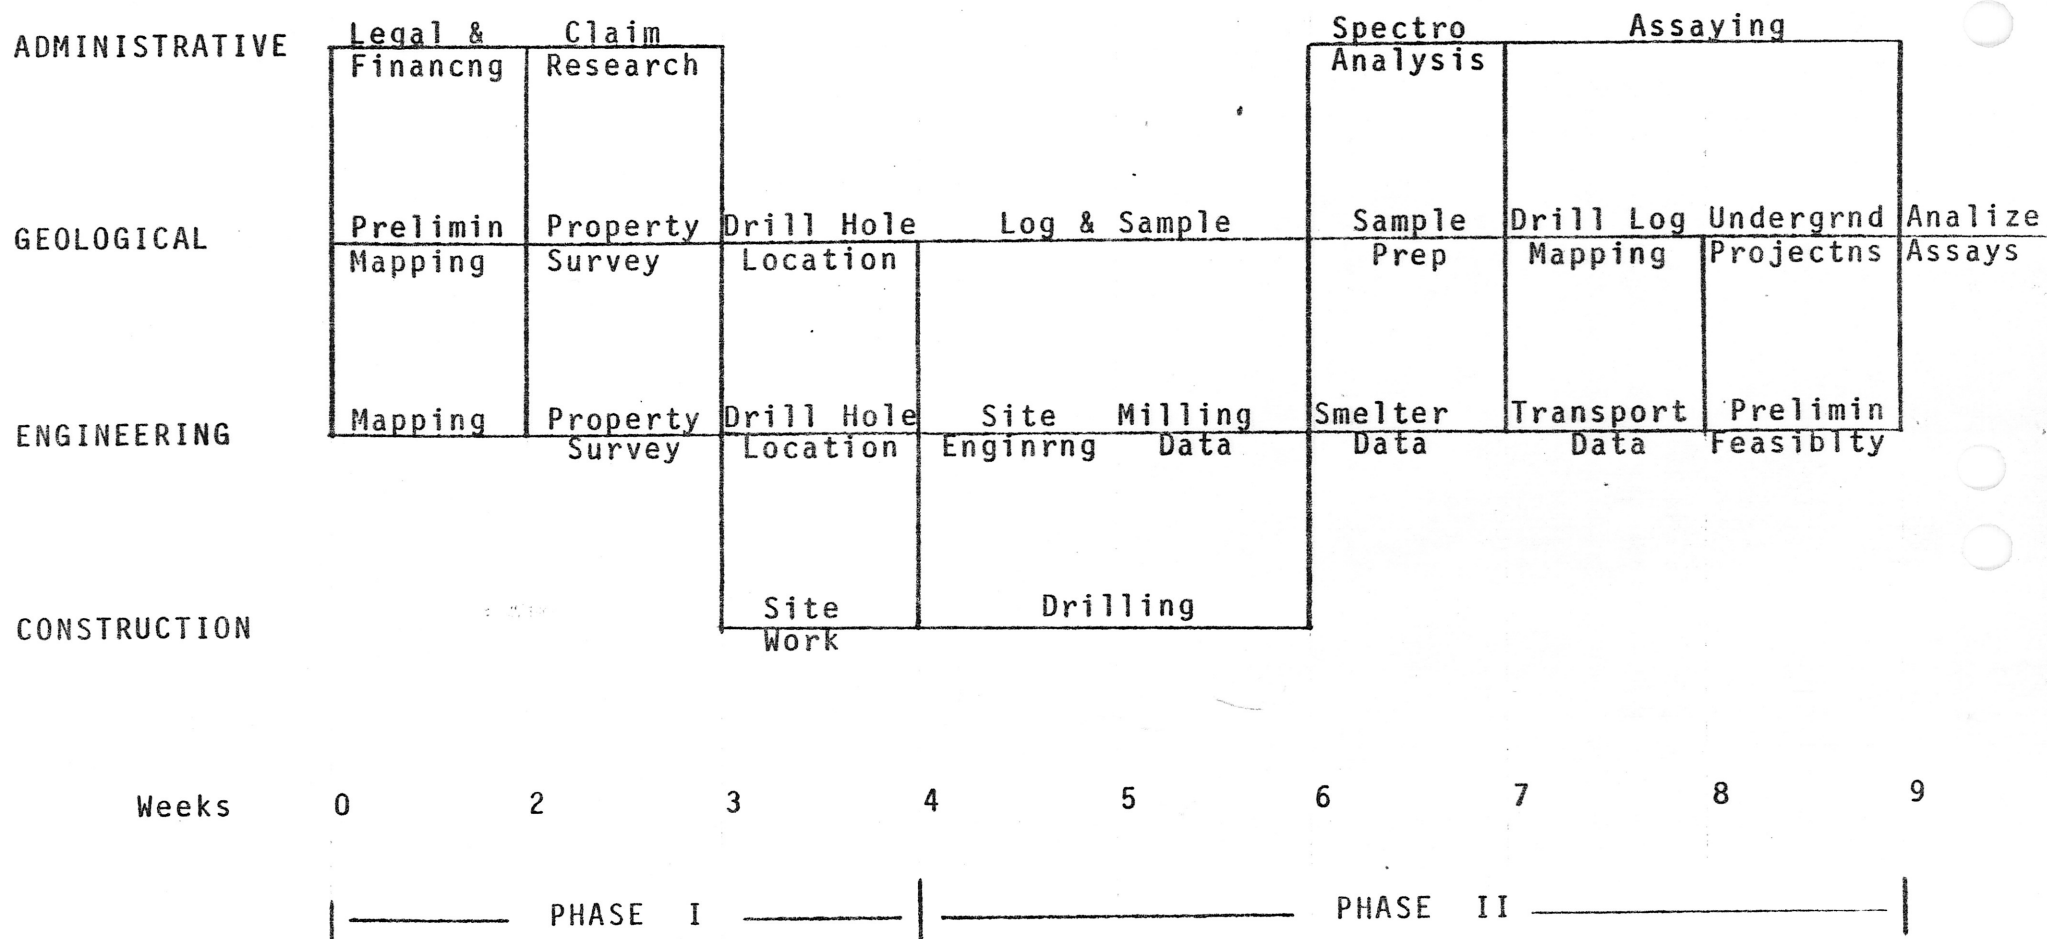 Legal & Claim Spectro Assaying
ADMINISTRATIVE Financng Research Analysis
Prelimin Property Drill Hole Log & Sample Sample Drill Log Undergrnd Analize
GEOLOGICAL Mapping Survey Location Prep Mapping Projectns Assays
Mapping Property Drill Hole Site Milling Smelter Transport Prelimin
ENGINEERING Survey Location Enginrng Data Data Data Feasiblty
Site Drilling
CONSTRUCTION Work
Weeks 0 2 3 4 5 6 7 8 9
PHASE I PHASE II